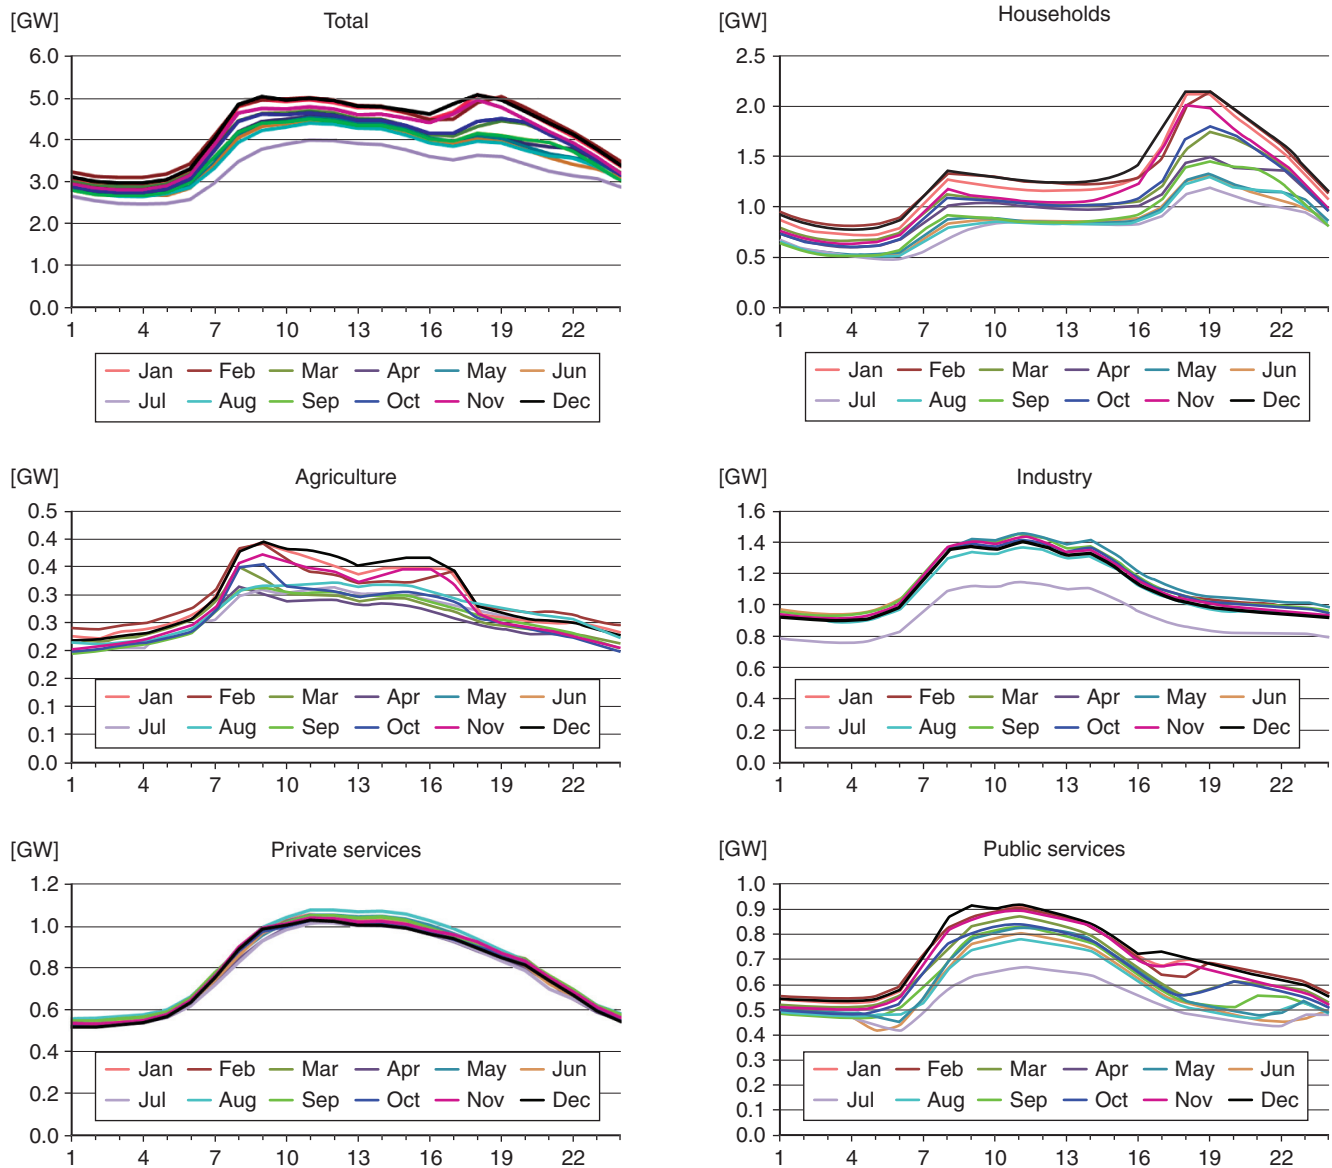 [GW] Total
6.0
5.0
4.0
3.0
2.0
1.0
0.0
1 4 7 10 13 16 19 22
Jan Feb Mar Apr May Jun
Jul Aug Sep Oct Nov Dec
[GW] Households
2.5
2.0
1.5
1.0
0.5
0.0
1 4 7 10 13 16 19 22
Jan Feb Mar Apr May Jun
Jul Aug Sep Oct Nov Dec
[GW] Agriculture
0.5
0.4
0.4
0.3
0.3
0.2
0.2
0.1
0.1
0.0
1 4 7 10 13 16 19 22
Jan Feb Mar Apr May Jun
Jul Aug Sep Oct Nov Dec
[GW] Industry
1.6
1.4
1.2
1.0
0.8
0.6
0.4
0.2
0.0
1 4 7 10 13 16 19 22
Jan Feb Mar Apr May Jun
Jul Aug Sep Oct Nov Dec
[GW] Private services
1.2
1.0
0.8
0.6
0.4
0.2
0.0
1 4 7 10 13 16 19 22
Jan Feb Mar Apr May Jun
Jul Aug Sep Oct Nov Dec
[GW] Public services
1.0
0.9
0.8
0.7
0.6
0.5
0.4
0.3
0.2
0.1
0.0
1 4 7 10 13 16 19 22
Jan Feb Mar Apr May Jun
Jul Aug Sep Oct Nov Dec